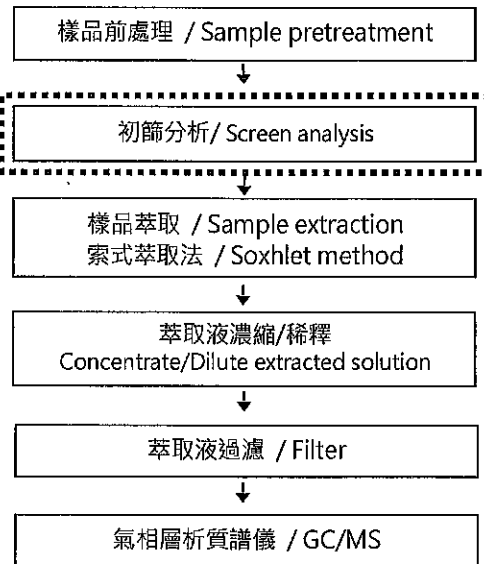 樣品前處理 / Sample pretreatment
初篩分析/ Screen analysis
樣品萃取 / Sample extraction
索式萃取法 / Soxhlet method
萃取液濃縮/稀釋
Concentrate/Dilute extracted solution
萃取液過濾 / Filter
氣相層析質譜儀 / GC/MS